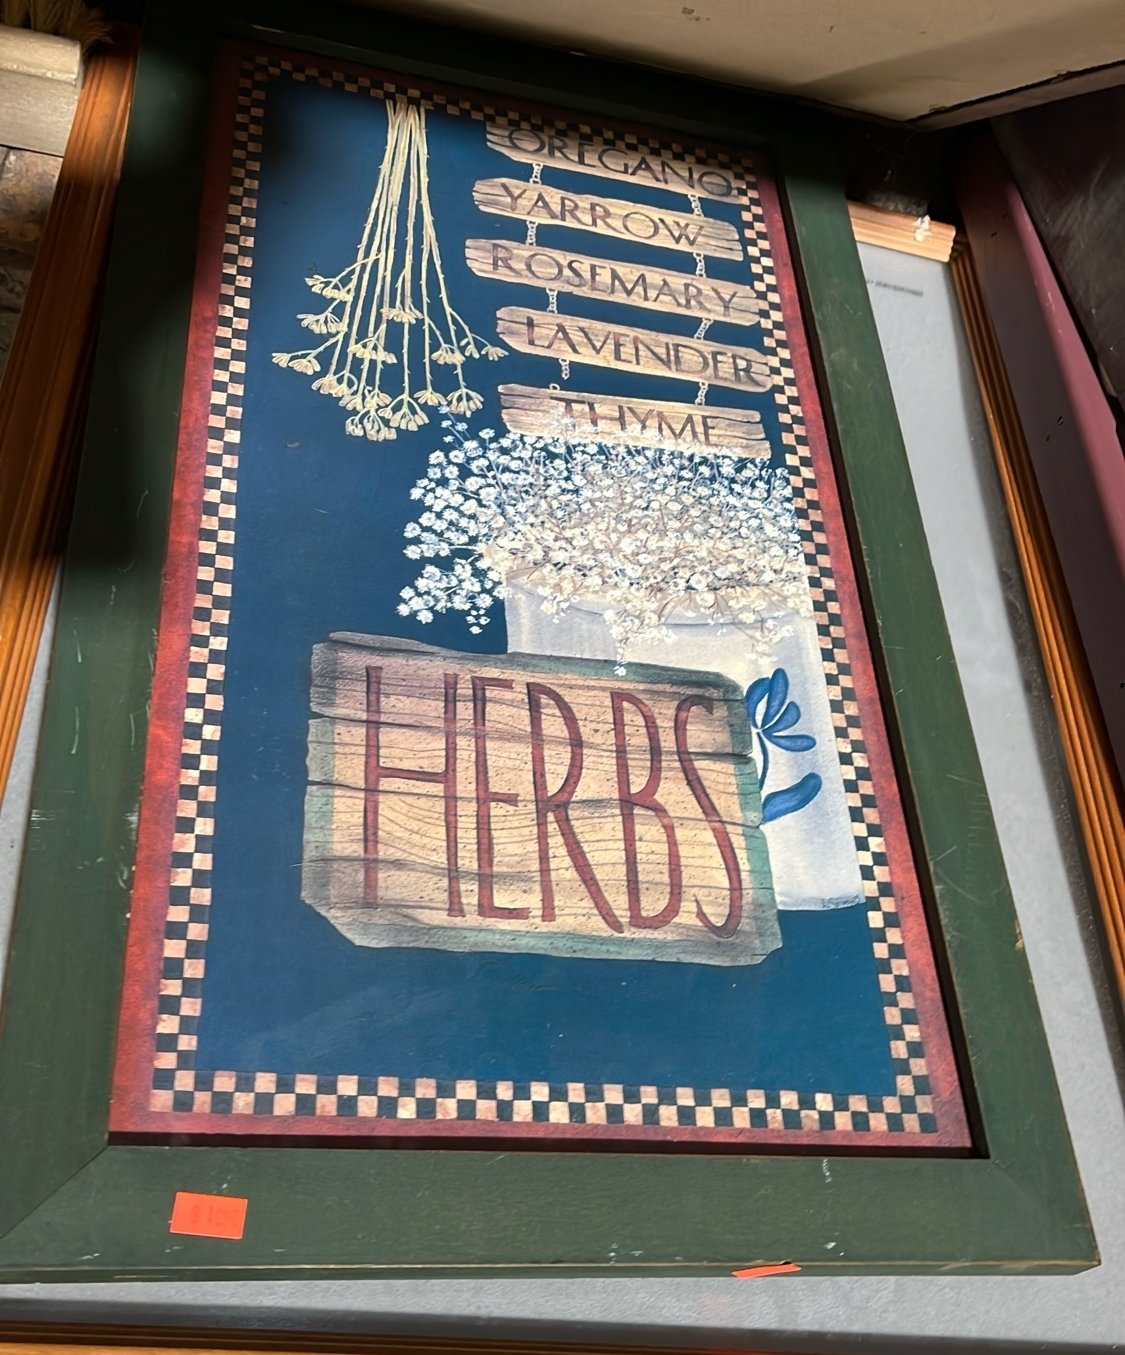 OREGANO
YARROW
ROSEMARY
LAVENDER
THYME
HERBS